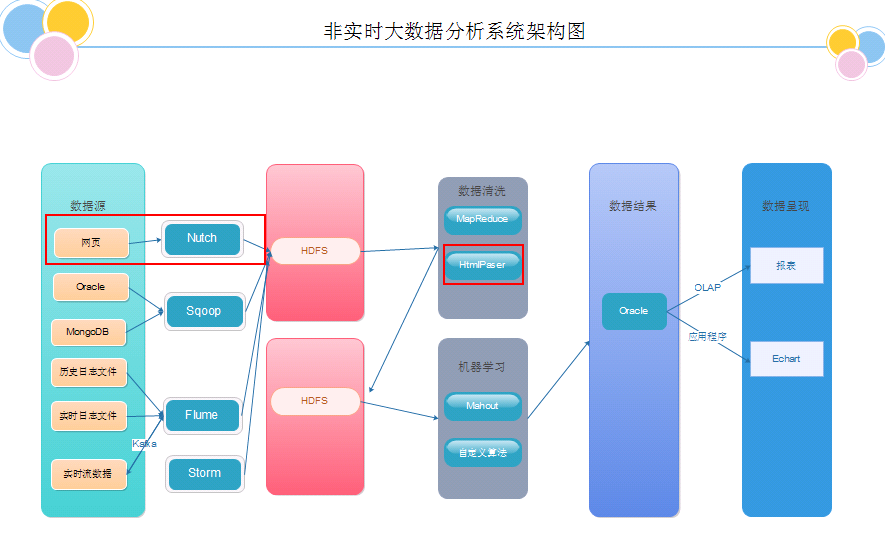 非实时大数据分析系统架构图
数据源
网页
Oracle
MongoDB
历史日志文件
实时日志文件
Kafka
实时流数据
Nutch
Sqoop
Flume
Storm
HDFS
HDFS
数据清洗
MapReduce
HtmlPaser
机器学习
Mahout
自定义算法
数据结果
Oracle
OLAP
应用程序
数据呈现
报表
Echart